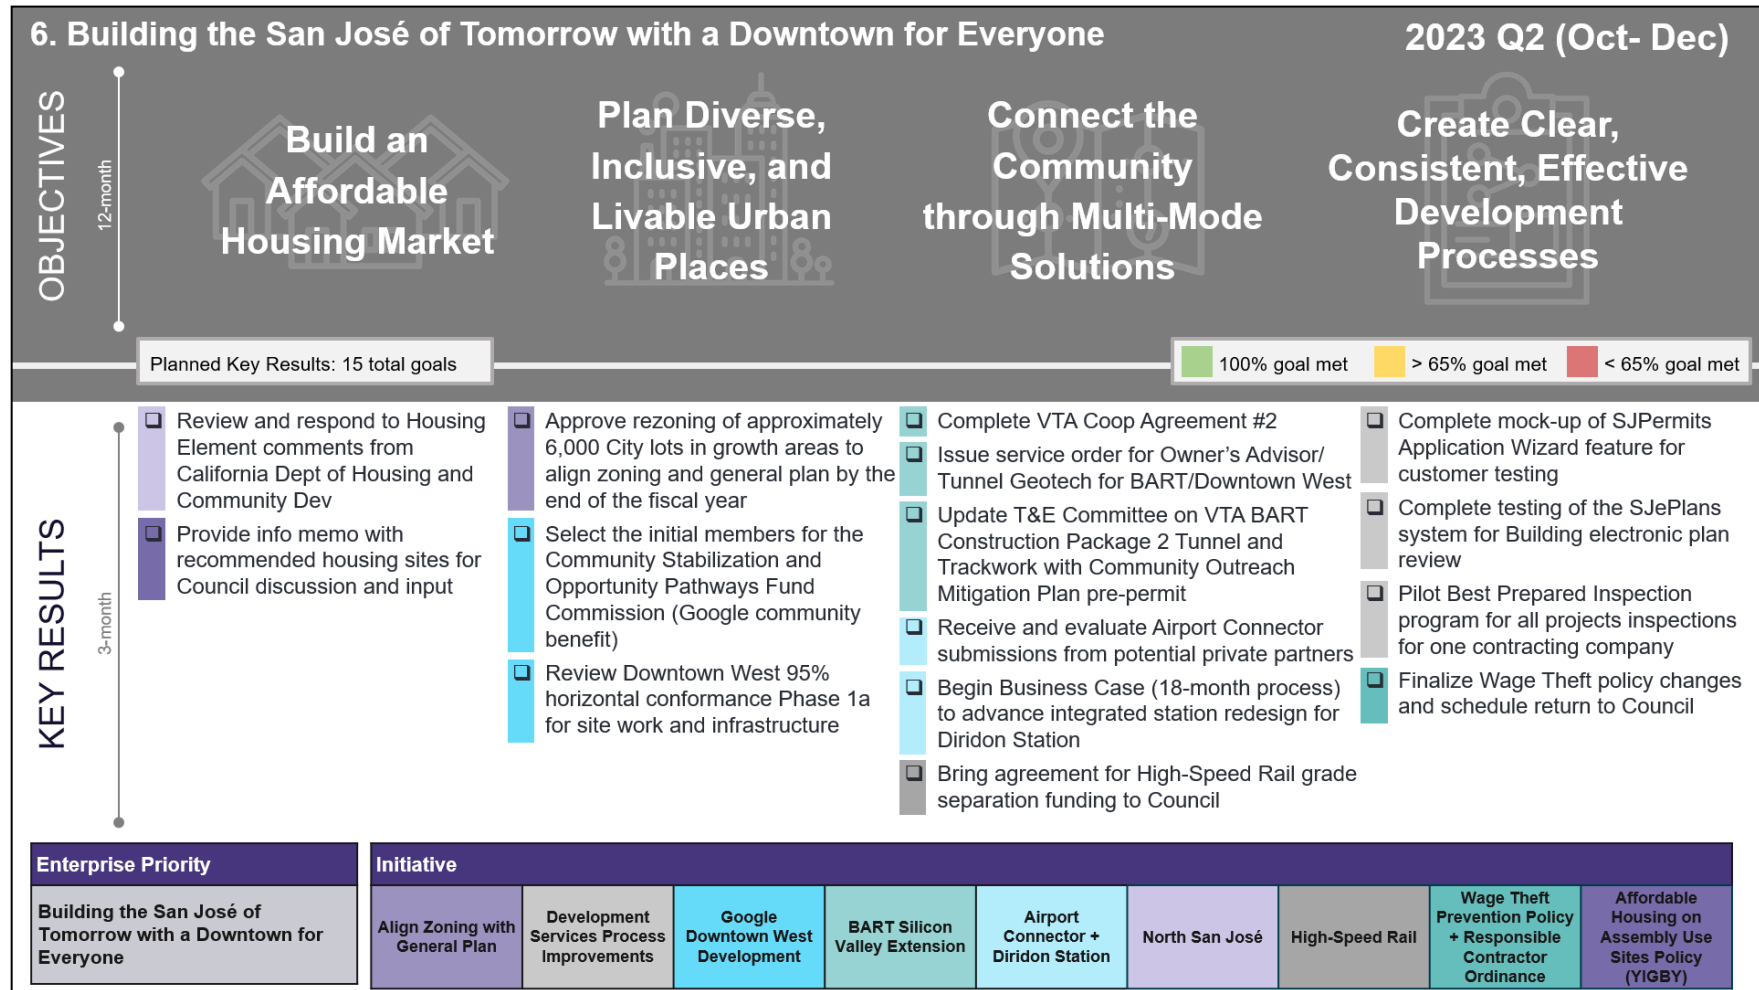 6. Building the San José of Tomorrow with a Downtown for Everyone
2023 Q2 (Oct- Dec)
OBJECTIVES
12-month
Build an
Affordable
Housing Market
Plan Diverse,
Inclusive, and
Livable Urban
Places
Connect the
Community
through Multi-Mode
Solutions
Create Clear,
Consistent, Effective
Development
Processes
Planned Key Results: 15 total goals
100% goal met
> 65% goal met
< 65% goal met
KEY RESULTS
3-month
Review and respond to Housing
Element comments from
California Dept of Housing and
Community Dev
Provide info memo with
recommended housing sites for
Council discussion and input
Approve rezoning of approximately
6,000 City lots in growth areas to
align zoning and general plan by the
end of the fiscal year
Select the initial members for the
Community Stabilization and
Opportunity Pathways Fund
Commission (Google community
benefit)
Review Downtown West 95%
horizontal conformance Phase 1a
for site work and infrastructure
Complete VTA Coop Agreement #2
Issue service order for Owner's Advisor/
Tunnel Geotech for BART/Downtown West
Update T&E Committee on VTA BART
Construction Package 2 Tunnel and
Trackwork with Community Outreach
Mitigation Plan pre-permit
Receive and evaluate Airport Connector
submissions from potential private partners
Begin Business Case (18-month process)
to advance integrated station redesign for
Diridon Station
Bring agreement for High-Speed Rail grade
separation funding to Council
Complete mock-up of SJPermits
Application Wizard feature for
customer testing
Complete testing of the SJePlans
system for Building electronic plan
review
Pilot Best Prepared Inspection
program for all projects inspections
for one contracting company
Finalize Wage Theft policy changes
and schedule return to Council
Enterprise Priority
Building the San José of
Tomorrow with a Downtown for
Everyone
Initiative
Align Zoning with
General Plan
Development
Services Process
Improvements
Google
Downtown West
Development
BART Silicon
Valley Extension
Airport
Connector +
Diridon Station
North San José
High-Speed Rail
Wage Theft
Prevention Policy
+ Responsible
Contractor
Ordinance
Affordable
Housing on
Assembly Use
Sites Policy
(YIGBY)